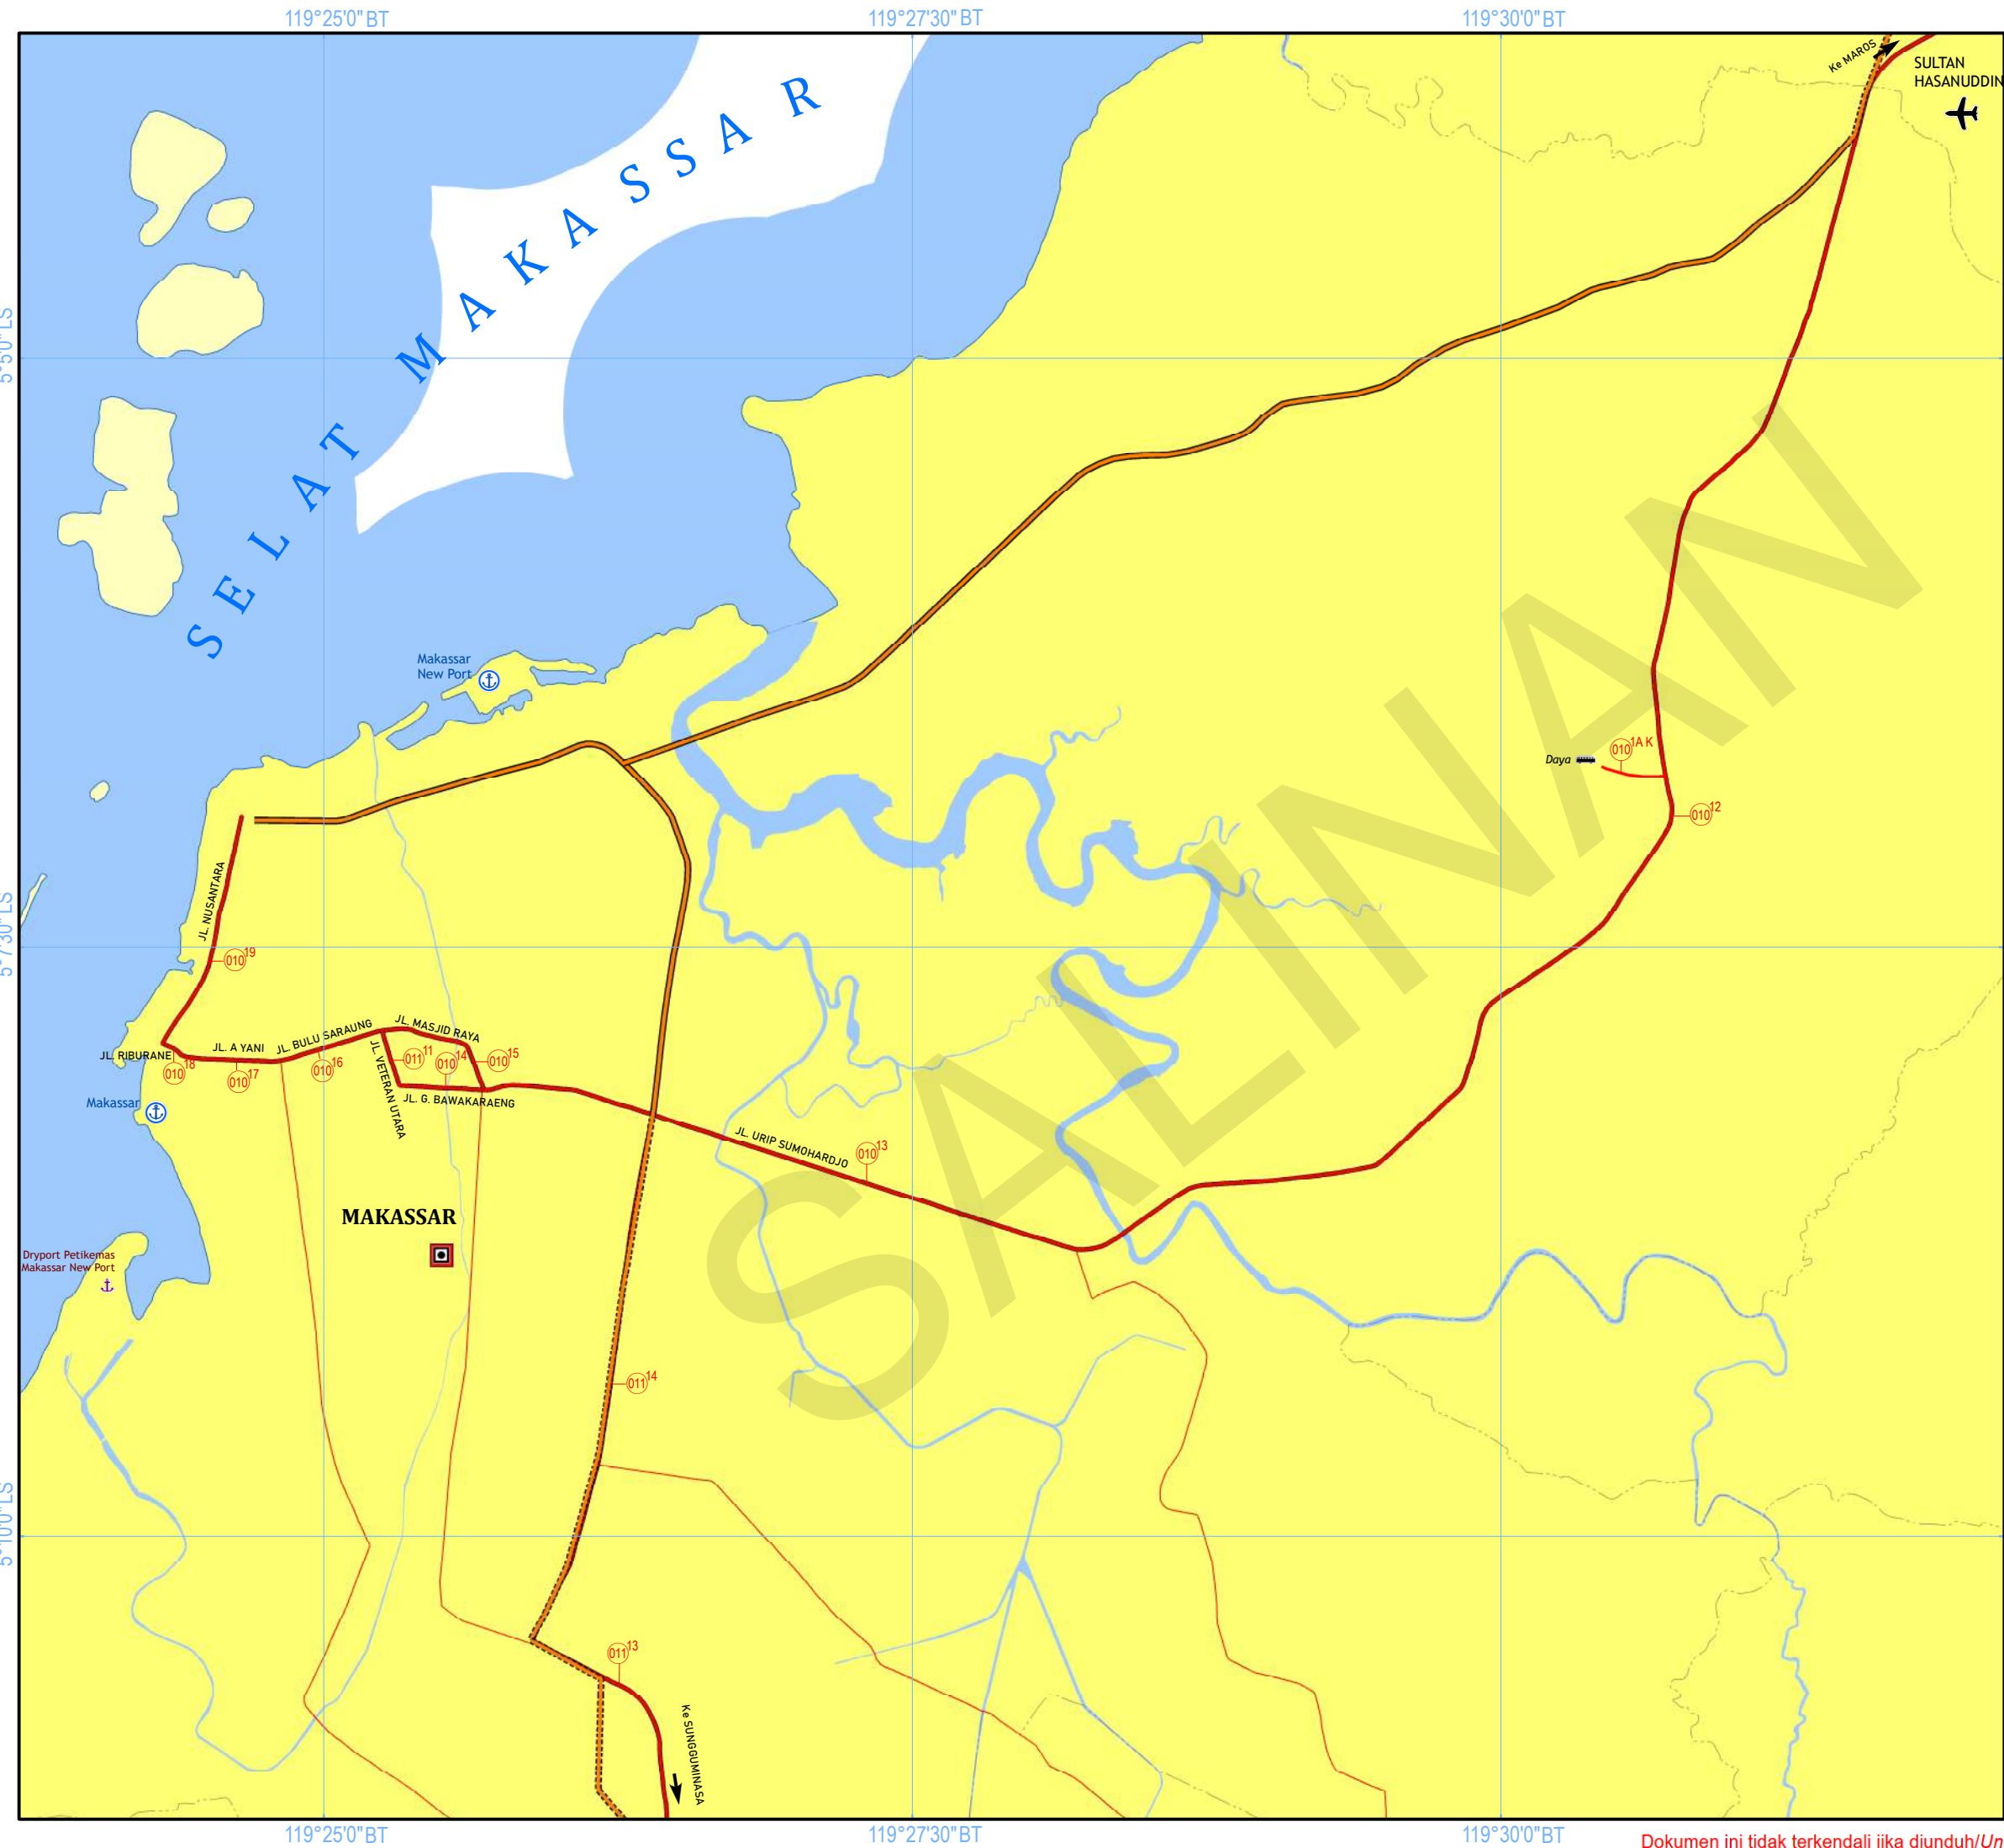 119°25'0"BT
119°27'30"BT
119°30'0"BT
Ke MAROS
SULTAN
HASANUDDIN
SELAT MAKASSAR
5°5'0"LS
Makassar
New Port
Daya
010 1A K
010 12
JL. NUSANTARA
5°7'30"LS
010 19
JL. MASJID RAYA
JL. BULU SARAUNG
JL. A YANI
JL. RIBURANE
010 18
010 17
010 16
JL. VETERAN UTARA
011 11
010 14
010 15
JL. G. BAWAKARAENG
Makassar
JL. URIP SUMOHARDJO
010 13
MAKASSAR
Dryport Petikemas
Makassar New Port
SALINAN
011 14
5°10'0"LS
011 13
Ke SUNGGUMINASA
119°25'0"BT
119°27'30"BT
119°30'0"BT
Dokumen ini tidak terkendali jika diunduh/Un